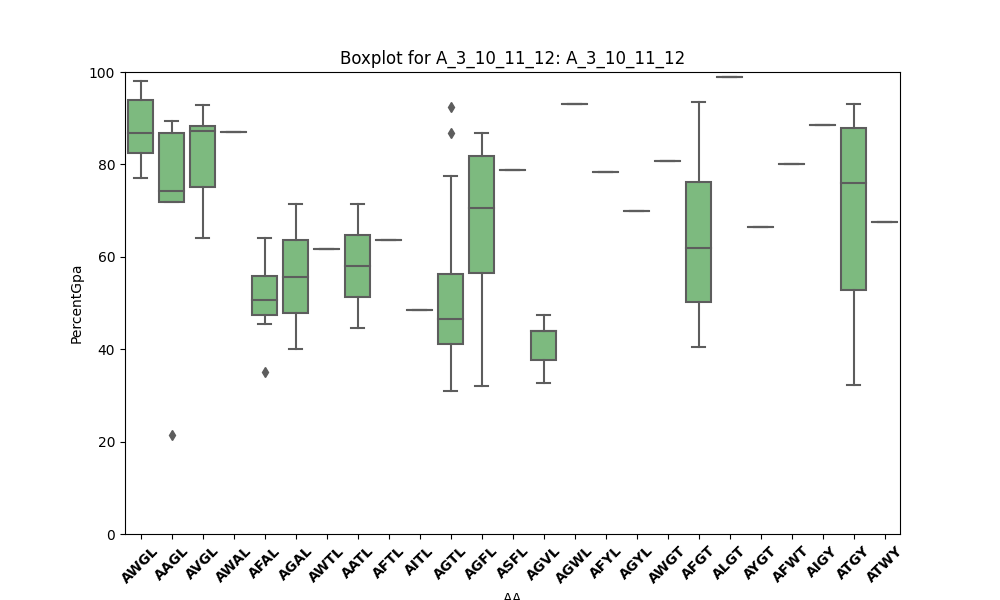 Boxplot for A_3_10_11_12: A_3_10_11_12
100
80
60
40
20
0
PercentGpa
AWGL AAGL AVGL AWAL AFAL AGAL AWTL AATL AFTL AITL AGTL AGFL ASFL AGVL AGWL AFYL AGYL AWGT AFGT ALGT AYGT AFWT AIGY ATGY ATWY
AA